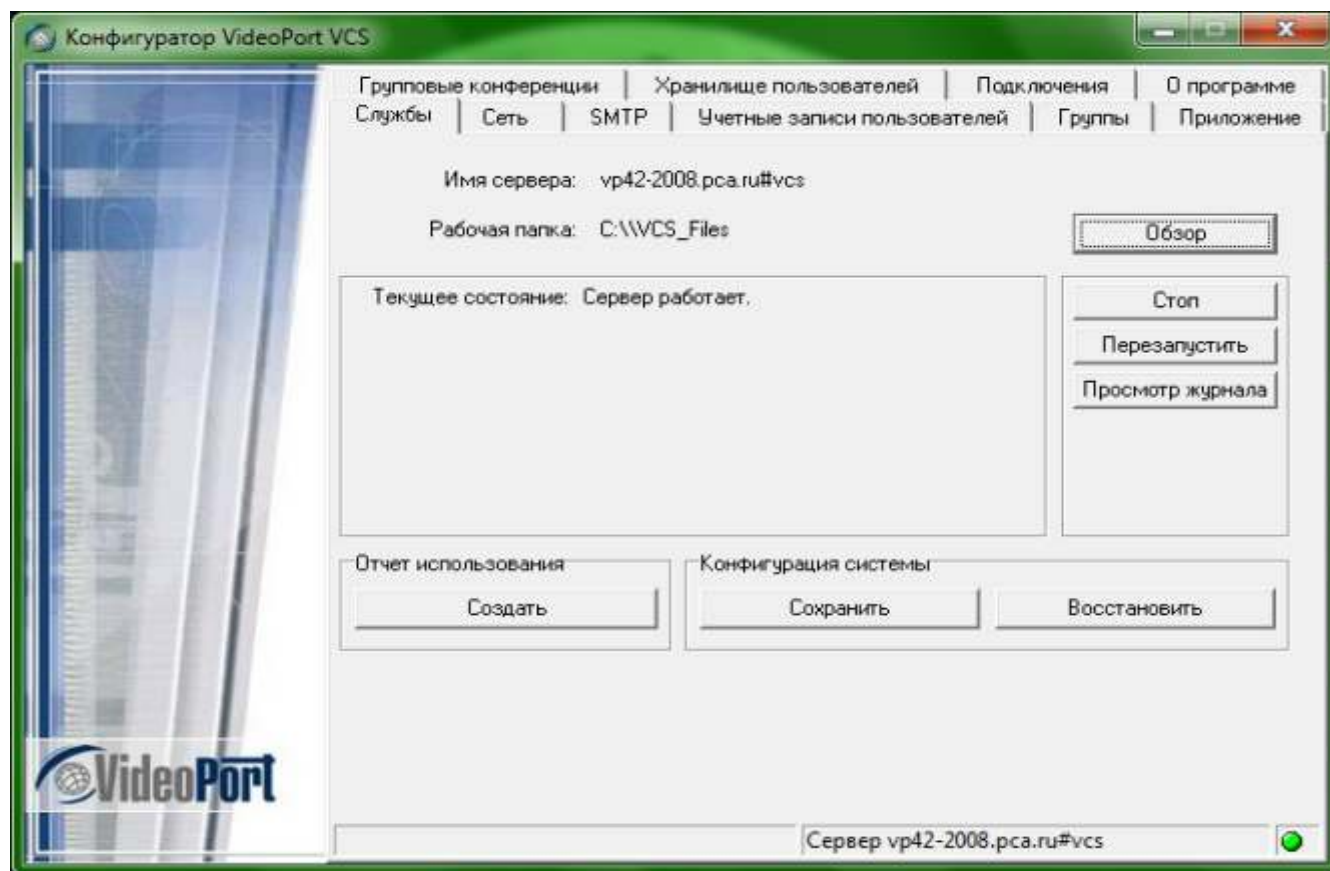 Конфигуратор VideoPort VCS
Групповые конференции Хранилище пользователей Подключения О программе
Службы Сеть SMTP Учетные записи пользователей Группы Приложение
Имя сервера: vp42-2008.pca.ru#vcs
Рабочая папка: C:\\VCS_Files
Обзор
Текущее состояние: Сервер работает.
Стоп
Перезапустить
Просмотр журнала
Отчет использования
Создать
Конфигурация системы
Сохранить Восстановить
VideoPort
Сервер vp42-2008.pca.ru#vcs